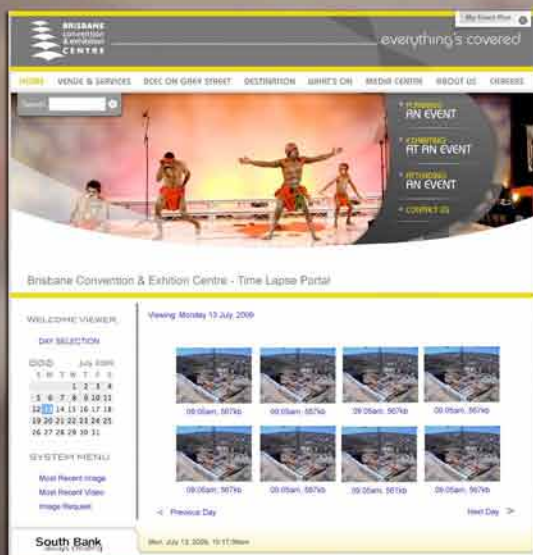 BRISBANE
convention
& exhibition
CENTRE
My Event Plan
everything's covered
HOME VENUE & SERVICES BCEC ON GREY STREET DESTINATION WHAT'S ON MEDIA CENTRE ABOUT US CAREERS
Search
PLANNING
AN EVENT
EXHIBITING
AT AN EVENT
ATTENDING
AN EVENT
CONTACT US
Brisbane Convention & Exhition Centre - Time Lapse Portal
WELCOME VIEWER
DAY SELECTION
July 2009
S M T W T F S
1 2 3 4
5 6 7 8 9 10 11
12 13 14 15 16 17 18
19 20 21 22 23 24 25
26 27 28 29 30 31
SYSTEM MENU
Most Recent Image
Most Recent Video
Image Request
Viewing: Monday 13 July, 2009
09:05am, 567kb 09:05am, 567kb 09:05am, 567kb 09:05am, 567kb
09:05am, 567kb 09:05am, 567kb 09:05am, 567kb 09:05am, 567kb
< Previous Day Next Day >
South Bank
Mon, July 13, 2009,